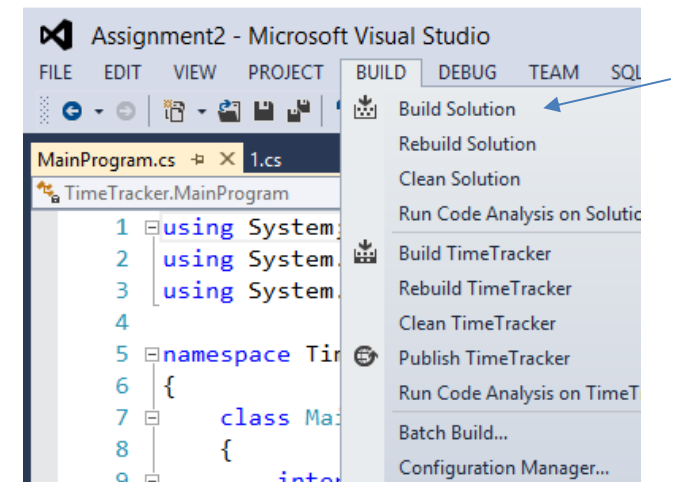 Assignment2 - Microsoft Visual Studio
FILE EDIT VIEW PROJECT BUILD DEBUG TEAM SQL
MainProgram.cs 1.cs
TimeTracker.MainProgram
1 using System;
2 using System.
3 using System.
4
5 namespace Tim
6 {
7 class Mai
8 {
9 inter
Build Solution
Rebuild Solution
Clean Solution
Run Code Analysis on Solutic
Build TimeTracker
Rebuild TimeTracker
Clean TimeTracker
Publish TimeTracker
Run Code Analysis on TimeT
Batch Build...
Configuration Manager...